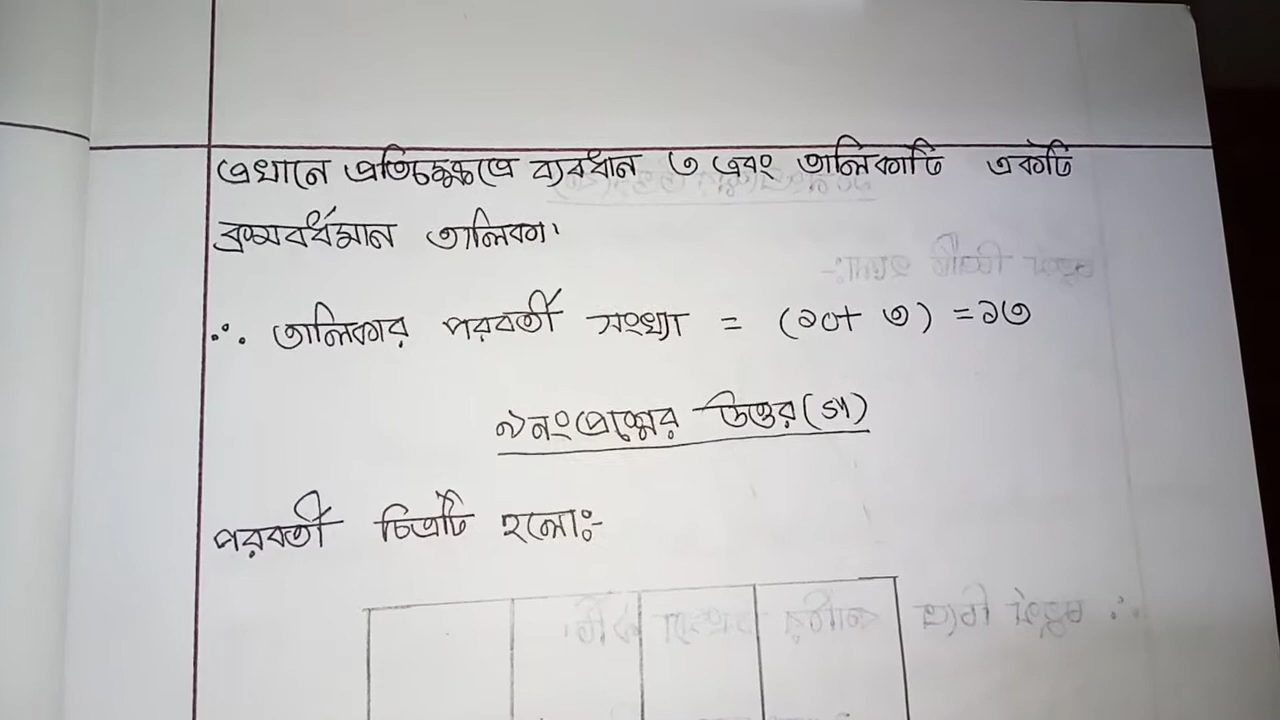 এখানে প্রতিক্ষেত্রে ব্যবধান ৩ এবং তালিকাটি একটি
ক্রমবর্ধমান তালিকা।
∴ তালিকার পরবর্তী সংখ্যা = (১০+ ৩) = ১৩
৯নংপ্রশ্নের উত্তর(গ)
পরবর্তী চিত্রটি হলোঃ-